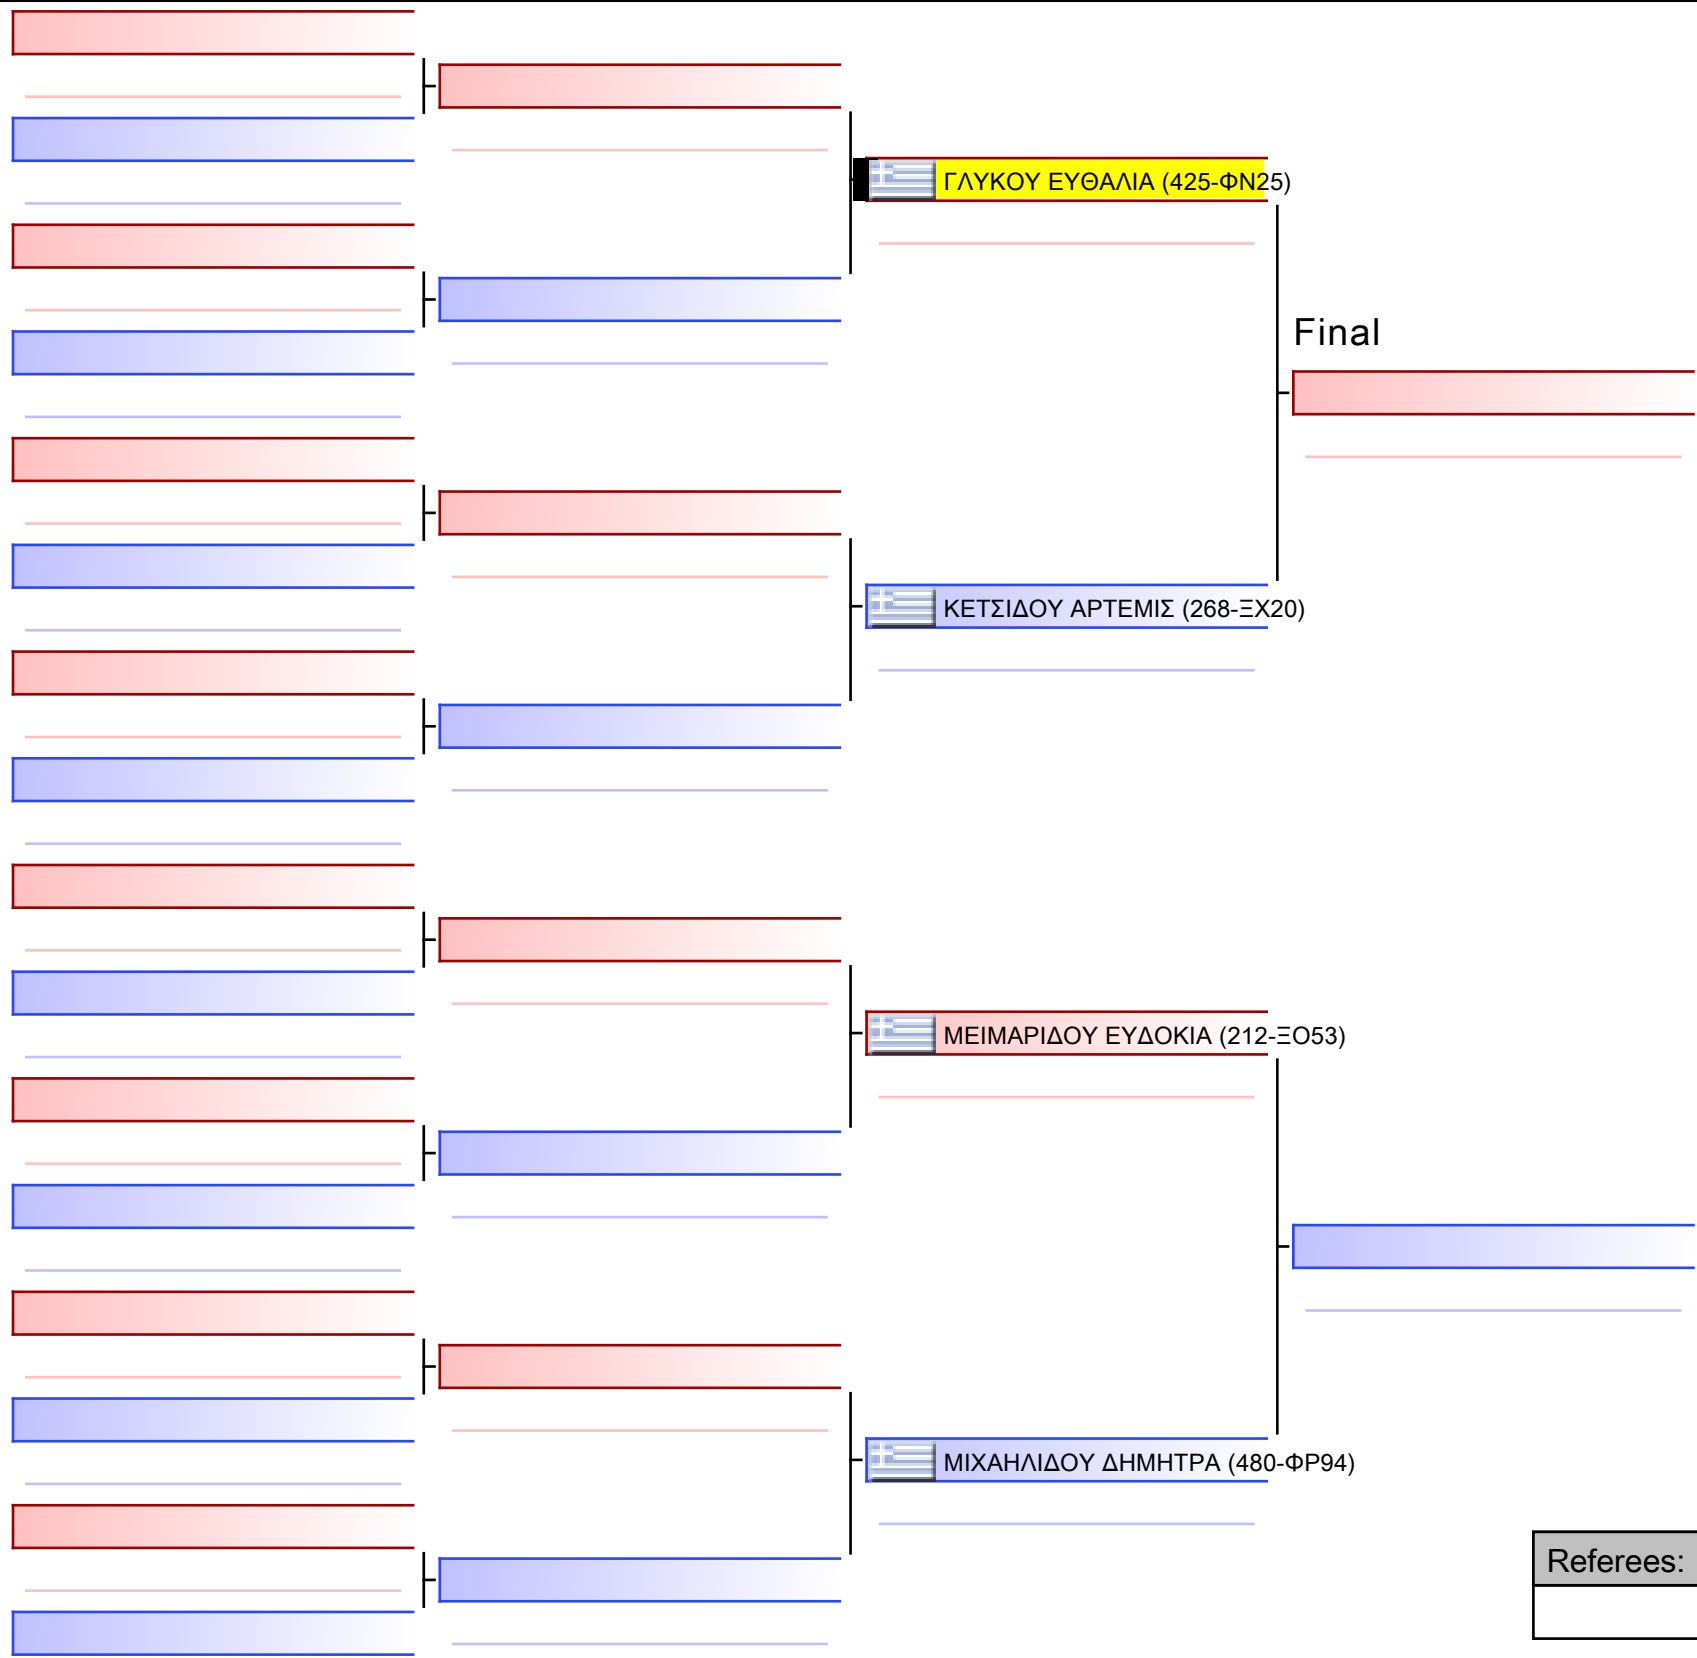 ΓΛΥΚΟΥ ΕΥΘΑΛΙΑ (425-ΦΝ25)
Final
ΚΕΤΣΙΔΟΥ ΑΡΤΕΜΙΣ (268-ΞΧ20)
ΜΕΙΜΑΡΙΔΟΥ ΕΥΔΟΚΙΑ (212-ΞΟ53)
ΜΙΧΑΗΛΙΔΟΥ ΔΗΜΗΤΡΑ (480-ΦΡ94)
Referees: